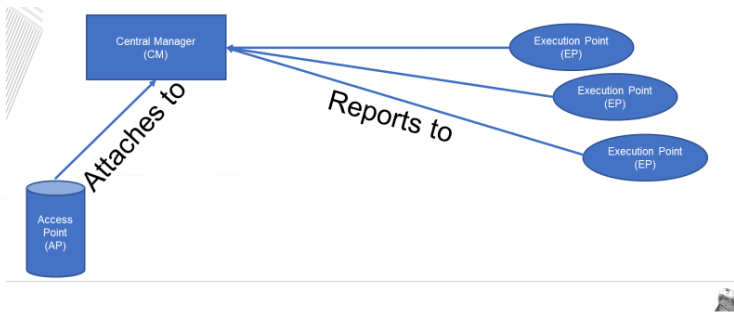 Central Manager
(CM)
Execution Point
(EP)
Execution Point
(EP)
Execution Point
(EP)
Attaches to
Reports to
Access
Point
(AP)